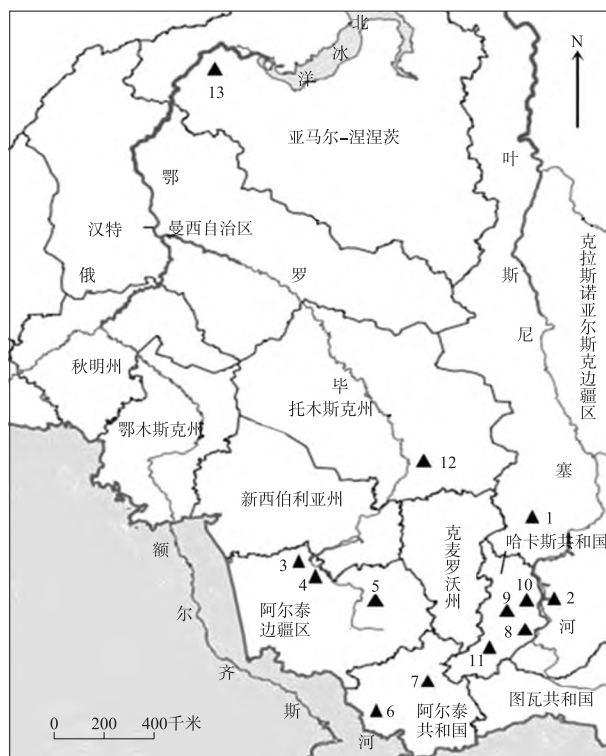 北
冰
洋
N
13
亚马尔-涅涅茨
叶
鄂
汉特
曼西自治区
俄
罗
斯
克拉斯诺亚尔斯克边疆区
尼
秋明州
毕
托木斯克州
鄂木斯克州
12
塞
新西伯利亚州
1
哈卡斯共和国
克麦罗沃州
额
3
4
5
10
9
2
尔
阿尔泰
边疆区
8
河
11
齐
7
图瓦共和国
斯
6
阿尔泰
共和国
0 200 400千米
河